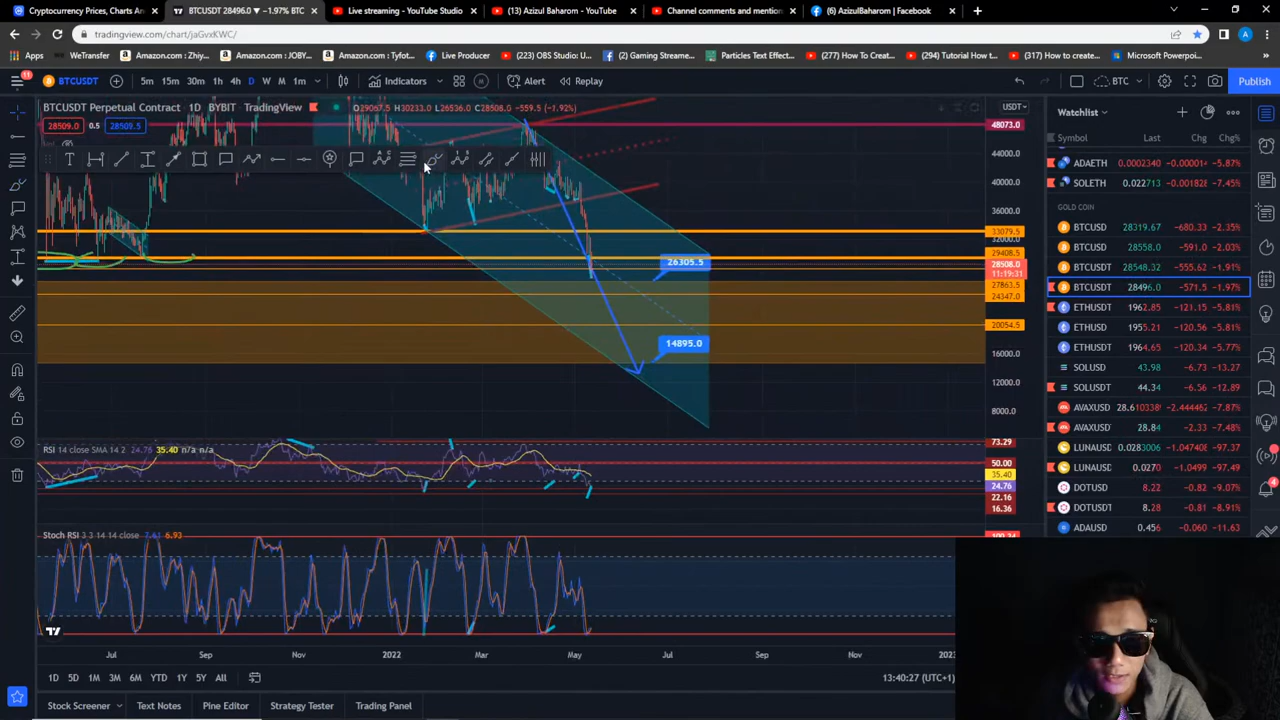 Cryptocurrency Prices, Charts An
BTCUSDT 28496.0 ▼ −1.97% BTC
Live streaming - YouTube Studio
(13) Azizul Baharom - YouTube
Channel comments and mention
(6) AzizulBaharom | Facebook
tradingview.com/chart/jaGvxKWC/
Apps
WeTransfer
Amazon.com : Zhiy...
Amazon.com : JOBY...
Amazon.com : Tyfot...
Live Producer
(223) OBS Studio: U...
(2) Gaming Streame...
Particles Text Effect...
(277) How To Creat...
(294) Tutorial How t...
(317) How to create...
Microsoft Powerpoi...
11
BTCUSDT
5m 15m 30m 1h 4h D W M 1m
Indicators
Alert
Replay
BTC
Publish
BTCUSDT Perpetual Contract · 1D · BYBIT · TradingView
O29067.5 H30233.0 L26536.0 C28508.0 −559.5 (−1.92%)
USDT
28509.0 0.5 28509.5
48073.0
44000.0
40000.0
36000.0
33079.5
32000.0
29408.5
28508.0
11:19:31
27863.5
24347.0
20054.5
16000.0
12000.0
8000.0
26305.5
14895.0
RSI 14 close SMA 14 2 24.76 35.40 n/a n/a
73.29
50.00
35.40
24.76
22.16
16.36
Stoch RSI 3 3 14 14 close 7.61 6.93
Jul Sep Nov 2022 Mar May Jul Sep Nov 2023
1D 5D 1M 3M 6M YTD 1Y 5Y All
13:40:27 (UTC+1)
Stock Screener
Text Notes
Pine Editor
Strategy Tester
Trading Panel
Watchlist
Symbol Last Chg Chg%
ADAETH 0.0002340 −0.00001 −5.87%
SOLETH 0.022713 −0.001828 −7.45%
GOLD COIN
BTCUSD 28319.67 −680.33 −2.35%
BTCUSD 28558.0 −591.0 −2.03%
BTCUSDT 28548.32 −555.62 −1.91%
BTCUSDT 28496.0 −571.5 −1.97%
ETHUSDT 1962.85 −121.15 −5.81%
ETHUSD 1955.21 −120.56 −5.81%
ETHUSDT 1964.65 −120.34 −5.77%
SOLUSD 43.98 −6.73 −13.27
SOLUSDT 44.34 −6.56 −12.89
AVAXUSD 28.610338 −2.444462 −7.87%
AVAXUSDT 28.84 −2.33 −7.48%
LUNAUSD 0.0283006 −1.047408 −97.37
LUNAUSDT 0.0270 −1.0499 −97.49
DOTUSD 8.22 −0.82 −9.07%
DOTUSDT 8.28 −0.81 −8.91%
ADAUSD 0.456 −0.060 −11.63
4